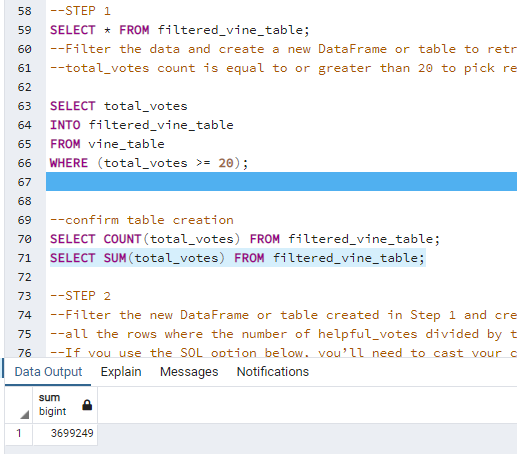 58 --STEP 1
59 SELECT * FROM filtered_vine_table;
60 --Filter the data and create a new DataFrame or table to retr
61 --total_votes count is equal to or greater than 20 to pick re
62
63 SELECT total_votes
64 INTO filtered_vine_table
65 FROM vine_table
66 WHERE (total_votes >= 20);
67
68
69 --confirm table creation
70 SELECT COUNT(total_votes) FROM filtered_vine_table;
71 SELECT SUM(total_votes) FROM filtered_vine_table;
72
73 --STEP 2
74 --Filter the new DataFrame or table created in Step 1 and cre
75 --all the rows where the number of helpful_votes divided by t
76 --If you use the SQL option below, you'll need to cast your c
Data Output Explain Messages Notifications
sum
bigint
1 3699249